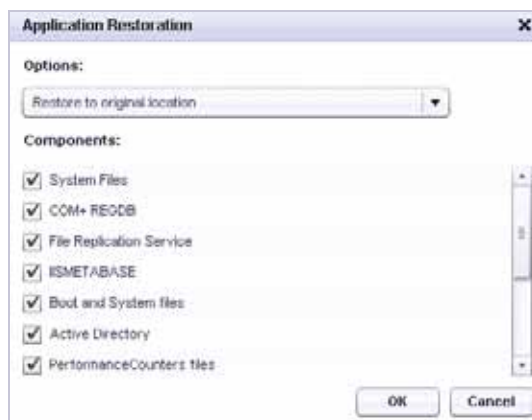 Application Restoration
Options:
Restore to original location
Components:
System Files
COM+ REGDB
File Replication Service
IISMETABASE
Boot and System files
Active Directory
PerformanceCounters files
OK Cancel